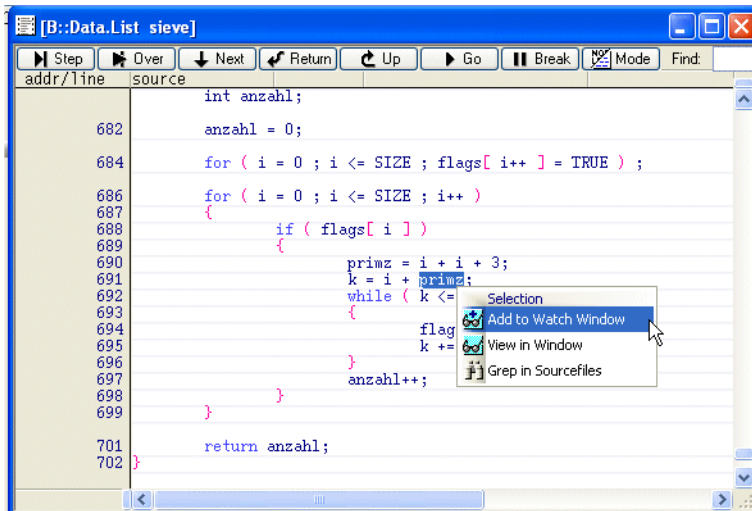 [B::Data.List sieve]
Step Over Next Return Up Go Break Mode Find:
addr/line source
int anzahl;
682 anzahl = 0;
684 for ( i = 0 ; i <= SIZE ; flags[ i++ ] = TRUE ) ;
686 for ( i = 0 ; i <= SIZE ; i++ )
687 {
688 if ( flags[ i ] )
689 {
690 primz = i + i + 3;
691 k = i + primz;
692 while ( k <=
693 {
694 flag
695 k +=
696 }
697 anzahl++;
698 }
699 }
701 return anzahl;
702 }
Selection
Add to Watch Window
View in Window
Grep in Sourcefiles